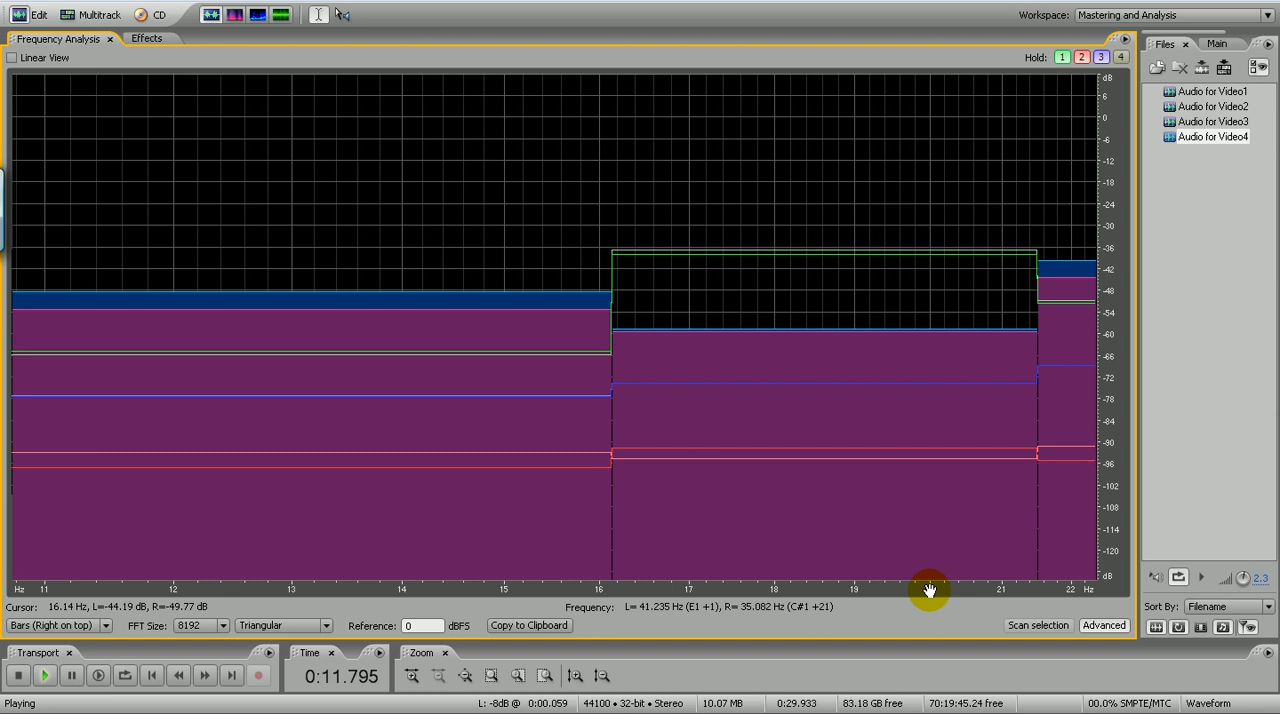 Edit Multitrack CD Workspace: Mastering and Analysis
Frequency Analysis Effects
Files Main
Linear View Hold: 1 2 3 4
dB
6
0
-6
-12
-18
-24
-30
-36
-42
-48
-54
-60
-66
-72
-78
-84
-90
-96
-102
-108
-114
-120
dB
Audio for Video1
Audio for Video2
Audio for Video3
Audio for Video4
Hz 11 12 13 14 15 16 17 18 19 21 22 Hz
2.3
Cursor: 16.14 Hz, L=-44.19 dB, R=-49.77 dB Frequency: L= 41.235 Hz (E1 +1), R= 35.082 Hz (C#1 +21)
Sort By: Filename
Bars (Right on top) FFT Size: 8192 Triangular Reference: 0 dBFS Copy to Clipboard Scan selection Advanced
Transport Time Zoom
0:11.795
Playing L: -8dB @ 0:00.059 44100 • 32-bit • Stereo 10.07 MB 0:29.933 83.18 GB free 70:19:45.24 free 00.0% SMPTE/MTC Waveform